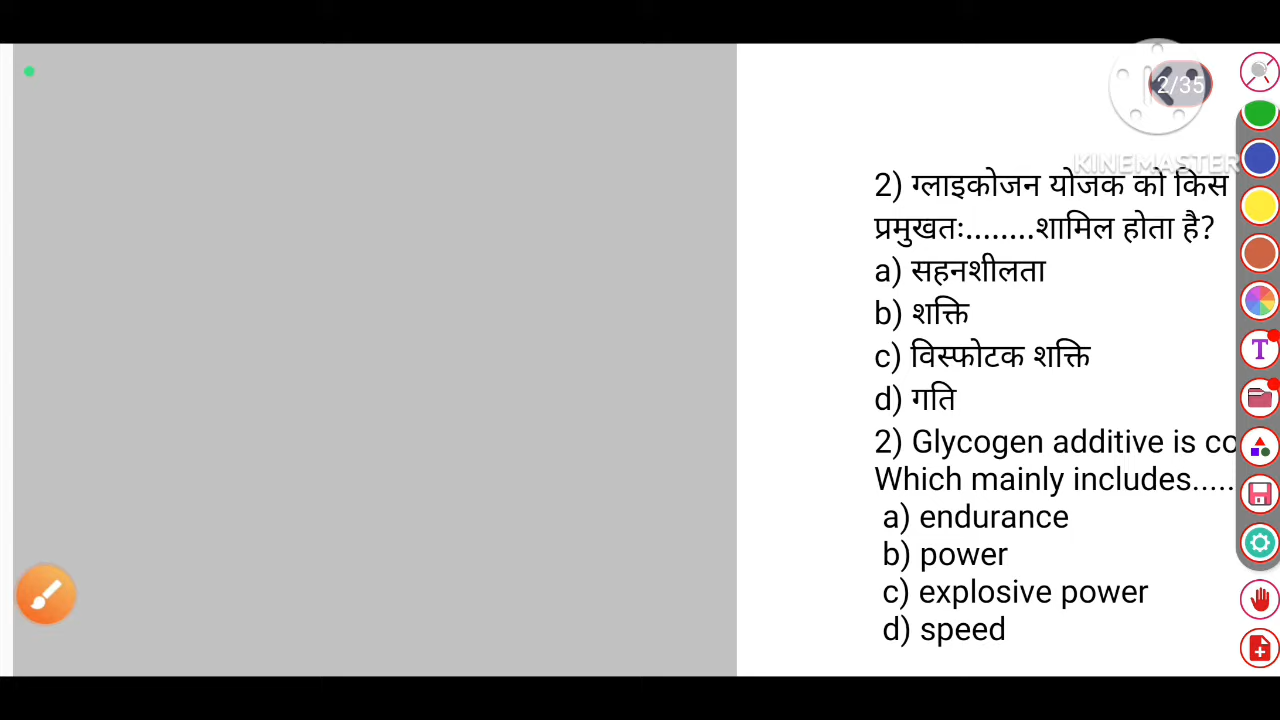 2/35
KINEMASTER
2) ग्लाइकोजन योजक को किस
प्रमुखतः........शामिल होता है?
a) सहनशीलता
b) शक्ति
c) विस्फोटक शक्ति
d) गति
2) Glycogen additive is co
Which mainly includes.....
a) endurance
b) power
c) explosive power
d) speed
T